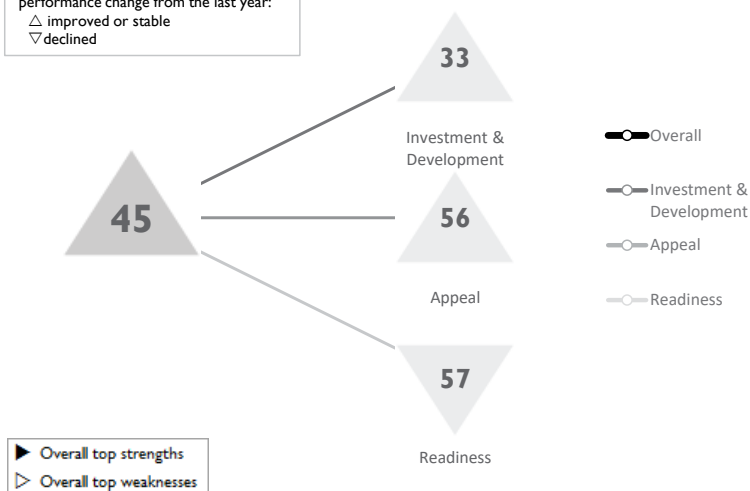 performance change from the last year:
△ improved or stable
▽ declined
33
Investment &
Development
45
56
Appeal
57
Readiness
Overall
Investment &
Development
Appeal
Readiness
▶ Overall top strengths
▷ Overall top weaknesses